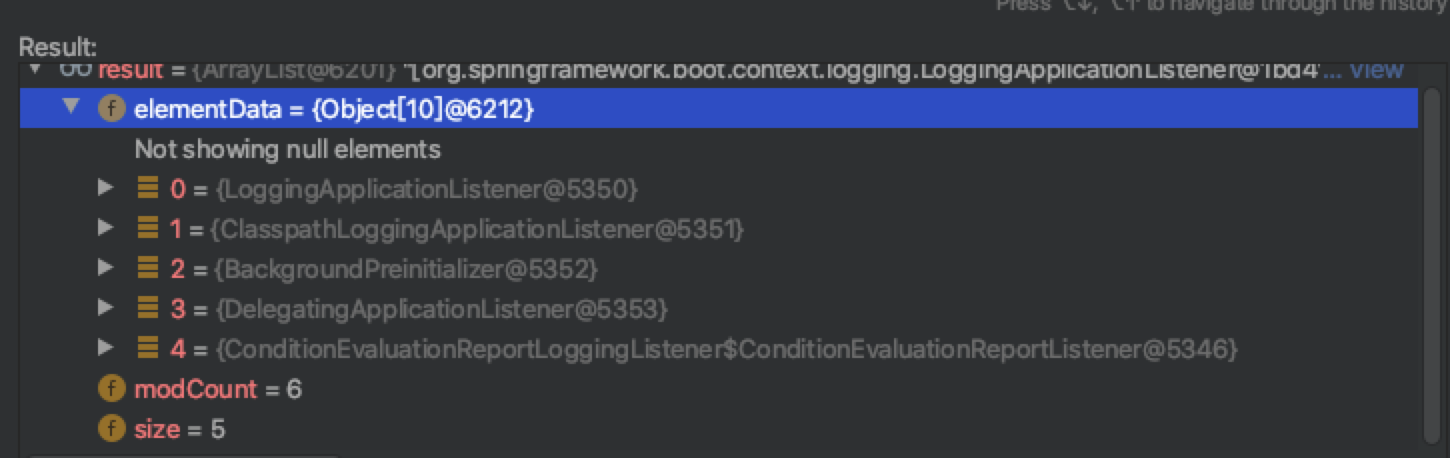 Press ⌥↓, ⌥↑ to navigate through the history
Result:
result = {ArrayList@6201} "[org.springframework.boot.context.logging.LoggingApplicationListener@1bd4'... View
f elementData = {Object[10]@6212}
Not showing null elements
0 = {LoggingApplicationListener@5350}
1 = {ClasspathLoggingApplicationListener@5351}
2 = {BackgroundPreinitializer@5352}
3 = {DelegatingApplicationListener@5353}
4 = {ConditionEvaluationReportLoggingListener$ConditionEvaluationReportListener@5346}
f modCount = 6
f size = 5